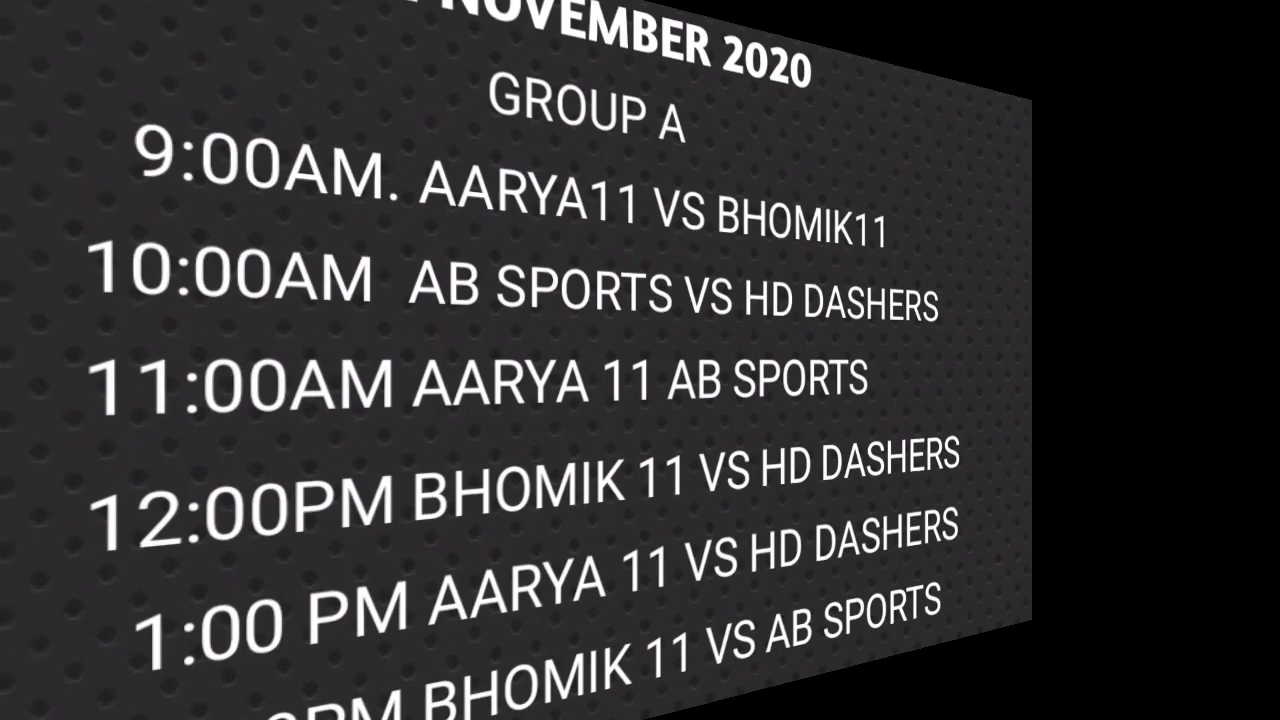 NOVEMBER 2020
GROUP A
9:00AM. AARYA11 VS BHOMIK11
10:00AM AB SPORTS VS HD DASHERS
11:00AM AARYA 11 AB SPORTS
12:00PM BHOMIK 11 VS HD DASHERS
1:00 PM AARYA 11 VS HD DASHERS
BHOMIK 11 VS AB SPORTS